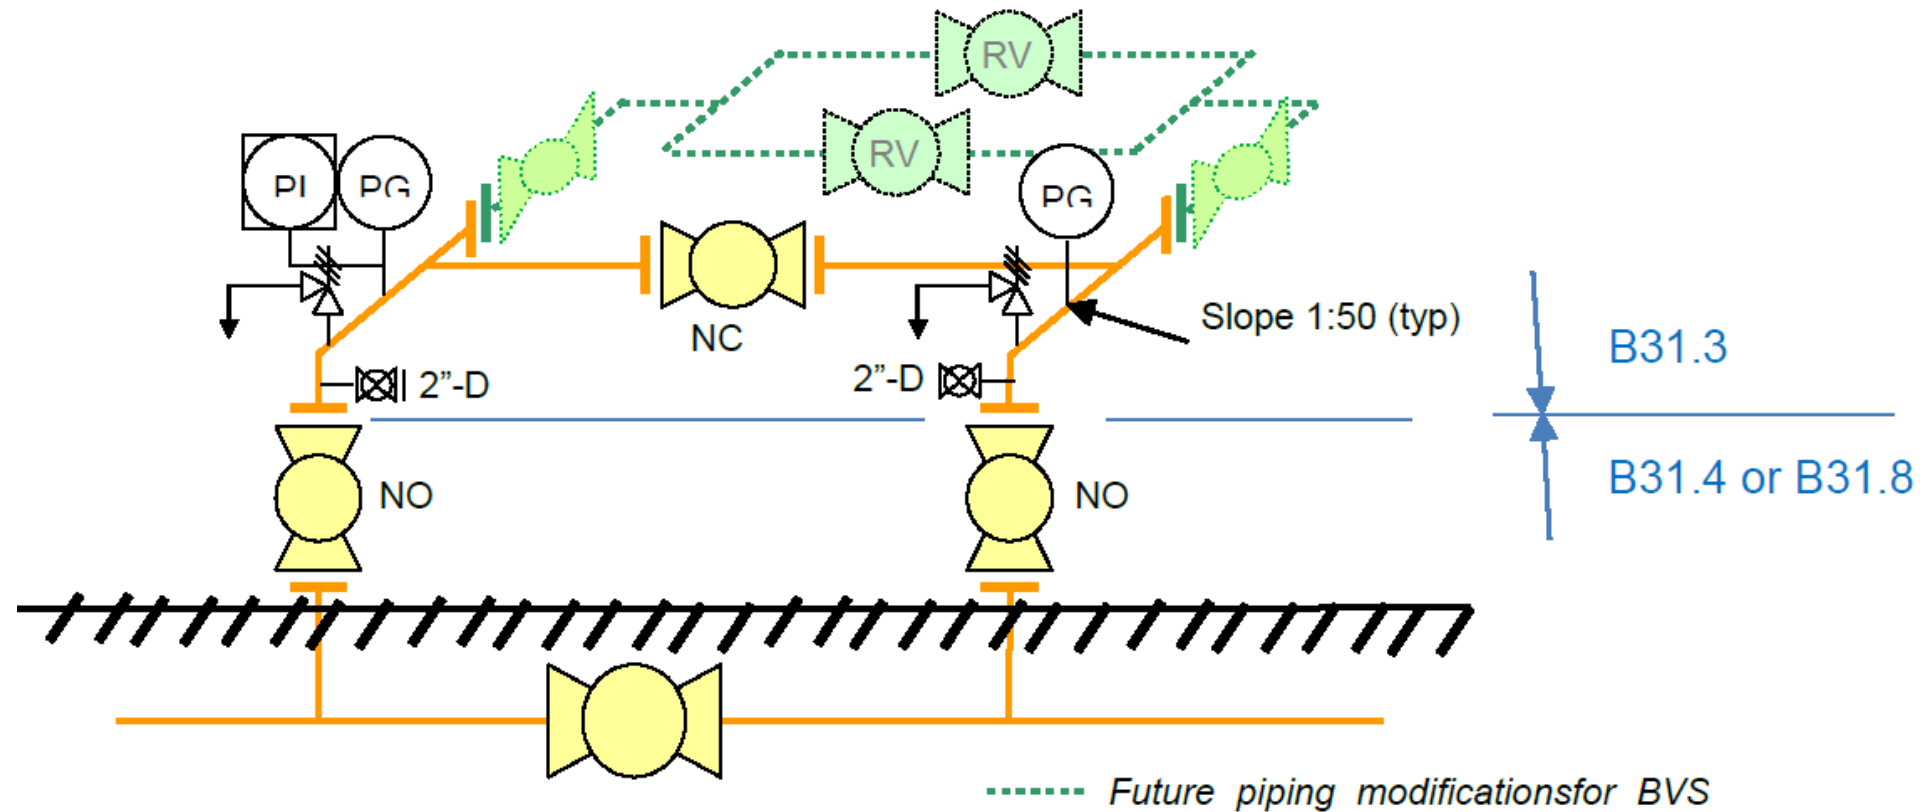 RV
RV
PI
PG
PG
Slope 1:50 (typ)
NC
B31.3
2”-D
2”-D
B31.4 or B31.8
NO
NO
Future piping modificationsfor BVS